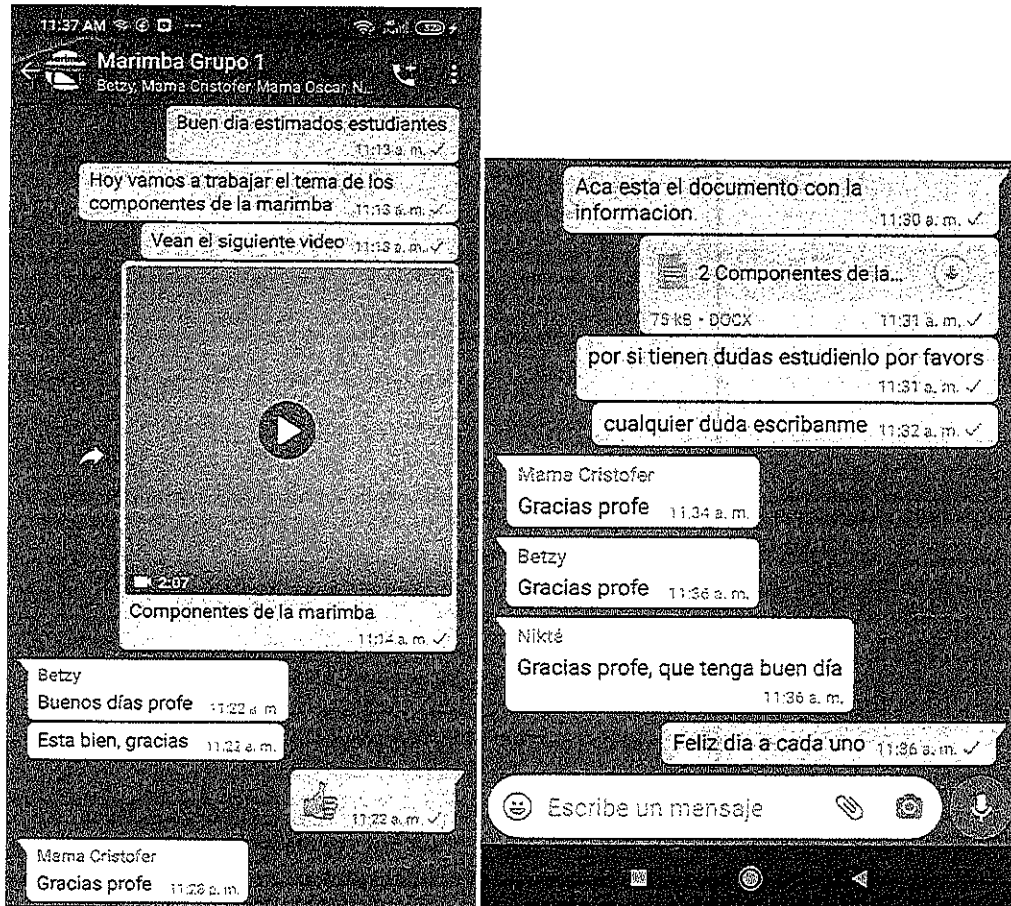 11:37 AM
Marimba Grupo 1
Betzy, Mama Cristofer, Mama Oscar, N...
Buen dia estimados estudiantes
11:13 a. m.
Hoy vamos a trabajar el tema de los
componentes de la marimba 11:13 a. m.
Vean el siguiente video 11:13 a. m.
2:07
Componentes de la marimba
11:14 a. m.
Betzy
Buenos días profe 11:22 a. m.
Esta bien, gracias 11:22 a. m.
11:22 a. m.
Mama Cristofer
Gracias profe 11:23 a. m.
Aca esta el documento con la
informacion 11:30 a. m.
2 Componentes de la...
75 kB · DOCX 11:31 a. m.
por si tienen dudas estudienlo por favors
11:31 a. m.
cualquier duda escribanme 11:32 a. m.
Mama Cristofer
Gracias profe 11:34 a. m.
Betzy
Gracias profe 11:36 a. m.
Nikté
Gracias profe, que tenga buen día
11:36 a. m.
Feliz dia a cada uno 11:36 a. m.
Escribe un mensaje